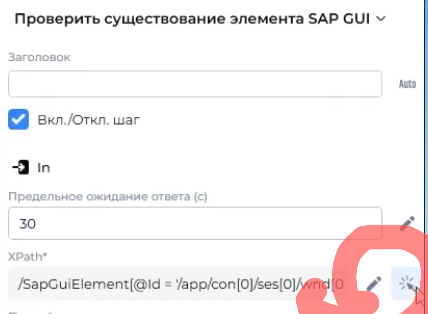 Проверить существование элемента SAP GUI
Заголовок
Auto
Вкл./Откл. шаг
In
Предельное ожидание ответа (с)
30
XPath*
/SapGuiElement[@Id = '/app/con[0]/ses[0]/wnd[0